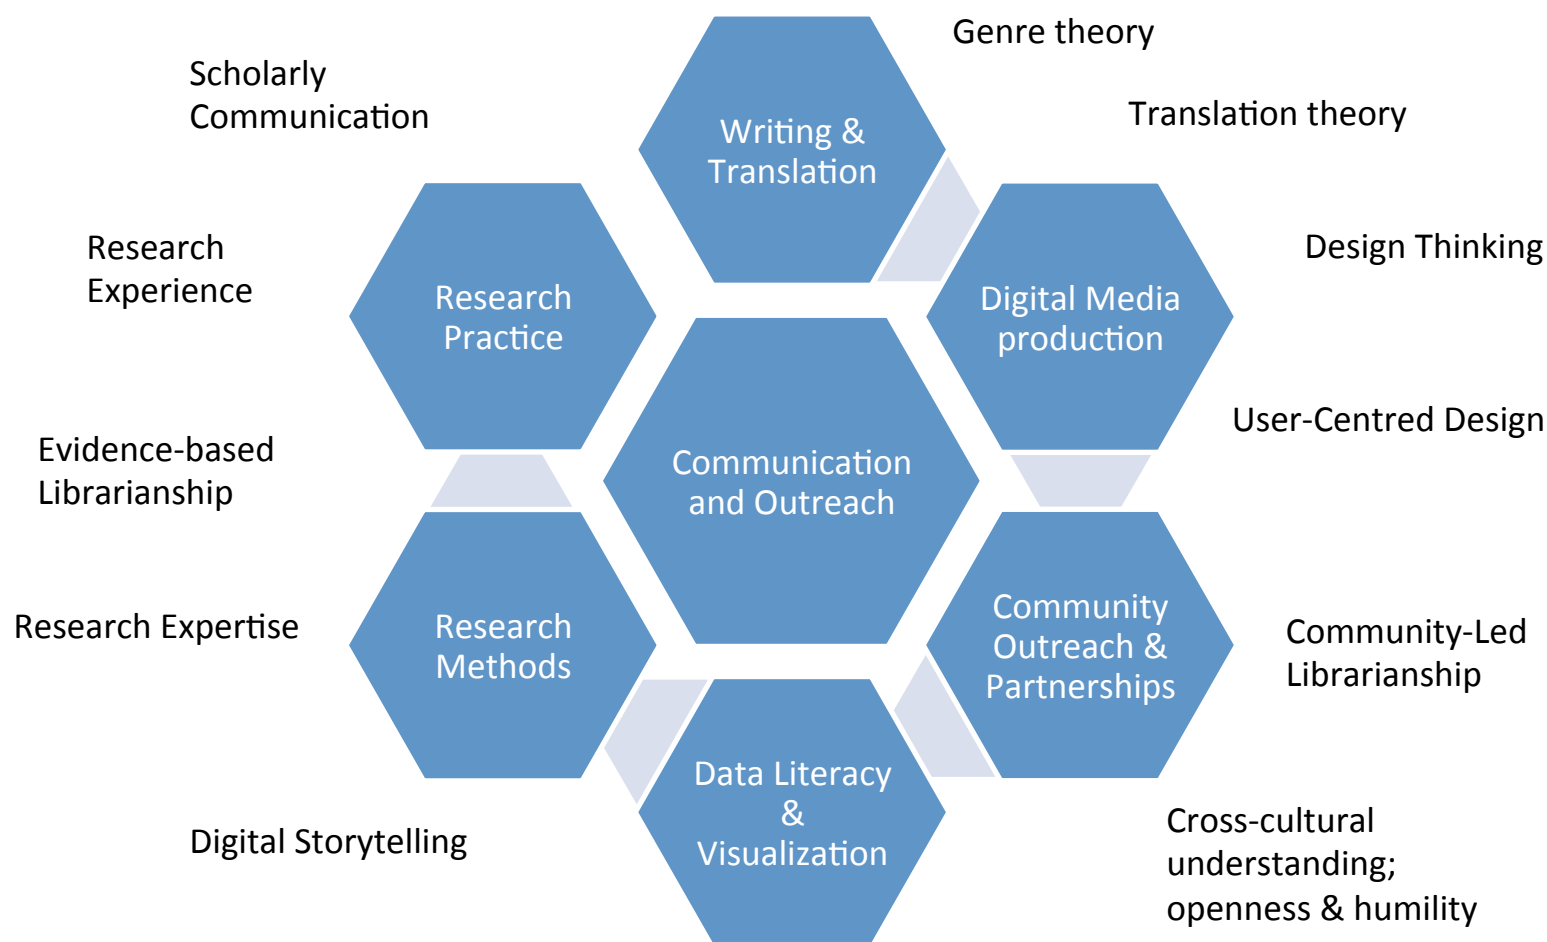 Genre theory
Scholarly
Communication
Translation theory
Writing &
Translation
Research
Experience
Design Thinking
Research
Practice
Digital Media
production
User-Centred Design
Evidence-based
Librarianship
Communication
and Outreach
Research Expertise
Research
Methods
Community
Outreach &
Partnerships
Community-Led
Librarianship
Data Literacy
&
Visualization
Digital Storytelling
Cross-cultural
understanding;
openness & humility